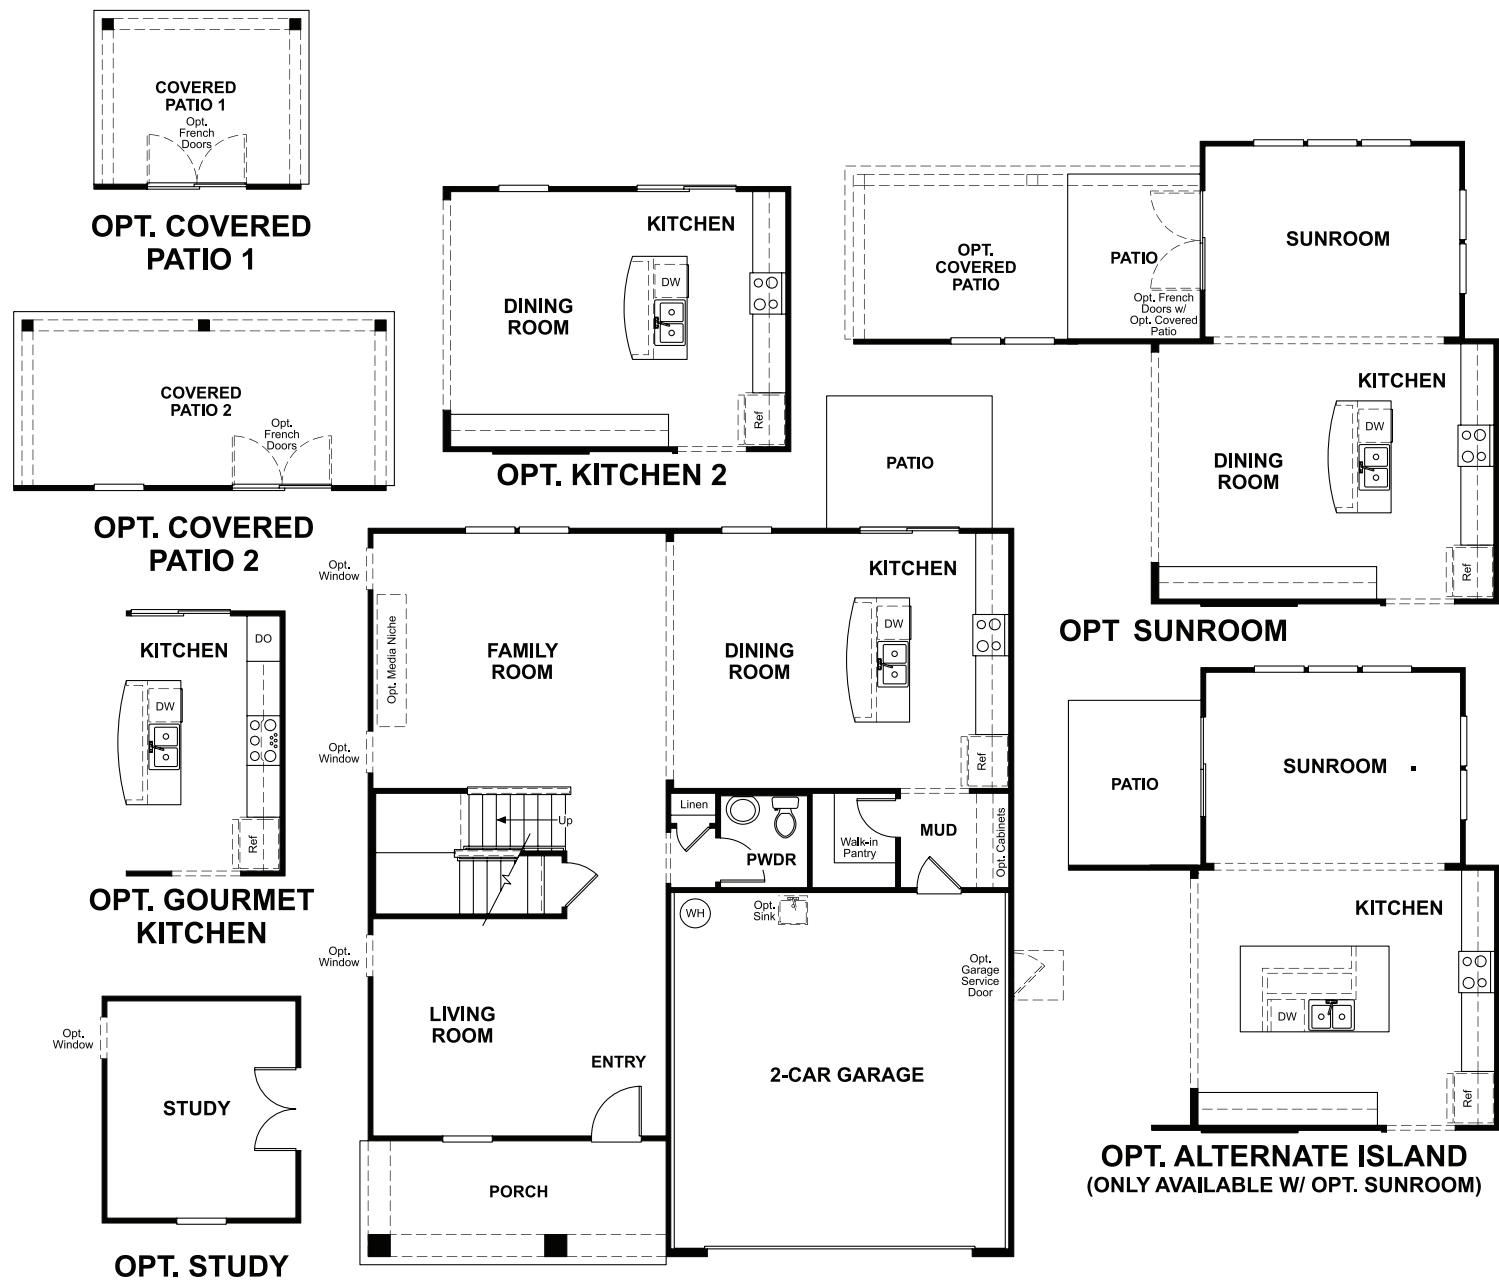 COVERED
PATIO 1
Opt.
French
Doors
OPT. COVERED
PATIO 1
COVERED
PATIO 2
Opt.
French
Doors
OPT. COVERED
PATIO 2
KITCHEN
DO
DW
Ref
OPT. GOURMET
KITCHEN
Opt.
Window
STUDY
OPT. STUDY
KITCHEN
DW
DINING
ROOM
Ref
OPT. KITCHEN 2
PATIO
Opt.
Window
Opt. Media Niche
FAMILY
ROOM
Opt.
Window
DINING
ROOM
KITCHEN
DW
Ref
Up
Linen
PWDR
Walk-in
Pantry
MUD
Opt. Cabinets
WH
Opt.
Sink
Opt.
Garage
Service
Door
Opt.
Window
LIVING
ROOM
ENTRY
2-CAR GARAGE
PORCH
OPT.
COVERED
PATIO
PATIO
Opt. French
Doors w/
Opt. Covered
Patio
SUNROOM
KITCHEN
DW
DINING
ROOM
Ref
OPT SUNROOM
PATIO
SUNROOM
KITCHEN
DW
Ref
OPT. ALTERNATE ISLAND
(ONLY AVAILABLE W/ OPT. SUNROOM)